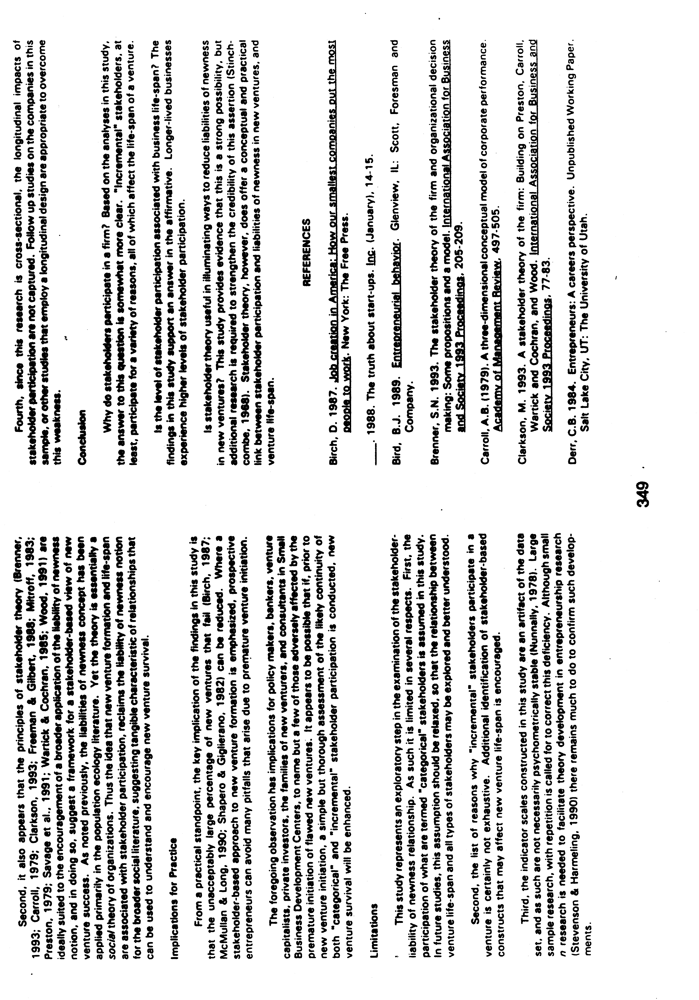 Second, it also appears that the principles of stakeholder theory (Brenner,
1993; Carroll, 1979; Clarkson, 1993; Freeman & Gilbert, 1988; Mitroff, 1983;
Preston, 1979; Savage et al., 1991; Wartick & Cochran, 1985; Wood, 1991) are
ideally suited to the encouragement of a broader application of the liability of newness
notion, and in doing so, suggest a framework for a stakeholder-based view of new
venture success. As noted previously, the liabilities of newness concept has been
applied primarily in the population ecology literature. Yet the theory is essentially a
social theory of organizations. Thus the idea that new venture formation and life-span
are associated with stakeholder participation, reclaims the liability of newness notion
for the broader social literature, suggesting tangible characteristic of relationships that
can be used to understand and encourage new venture survival.
Implications for Practice
From a practical standpoint, the key implication of the findings in this study is
that the unacceptably large percentage of new ventures that fail (Birch, 1987;
McMullan & Long, 1990; Shapero & Giglierano, 1982) can be reduced. Where a
stakeholder-based approach to new venture formation is emphasized, prospective
entrepreneurs can avoid many pitfalls that arise due to premature venture initiation.
The foregoing observation has implications for policy makers, bankers, venture
capitalists, private investors, the families of new venturers, and consultants in Small
Business Development Centers, to name but a few of those adversely affected by the
premature initiation of flawed new ventures. It appears to be possible that if, prior to
new venture initiation, a simple but thorough assessment of the likely continuity of
both "categorical" and "incremental" stakeholder participation is conducted, new
venture survival will be enhanced.
Limitations
This study represents an exploratory step in the examination of the stakeholder-
liability of newness relationship. As such it is limited in several respects. First, the
participation of what are termed "categorical" stakeholders is assumed in this study.
In future studies, this assumption should be relaxed, so that the relationship between
venture life-span and all types of stakeholders may be explored and better understood.
Second, the list of reasons why "incremental" stakeholders participate in a
venture is certainly not exhaustive. Additional identification of stakeholder-based
constructs that may affect new venture life-span is encouraged.
Third, the indicator scales constructed in this study are an artifact of the data
set, and as such are not necessarily psychometrically stable (Nunnally, 1978). Large
sample research, with repetition is called for to correct this deficiency. Although small
n research is needed to facilitate theory development in entrepreneurship research
(Stevenson & Harmeling, 1990) there remains much to do to confirm such develop-
ments.
Fourth, since this research is cross-sectional, the longitudinal impacts of
stakeholder participation are not captured. Follow up studies on the companies in this
sample, or other studies that employ a longitudinal design are appropriate to overcome
this weakness.
Conclusion
Why do stakeholders participate in a firm? Based on the analyses in this study,
the answer to this question is somewhat more clear. "Incremental" stakeholders, at
least, participate for a variety of reasons, all of which affect the life-span of a venture.
Is the level of stakeholder participation associated with business life-span? The
findings in this study support an answer in the affirmative. Longer-lived businesses
experience higher levels of stakeholder participation.
Is stakeholder theory useful in illuminating ways to reduce liabilities of newness
in new ventures? This study provides evidence that this is a strong possibility, but
additional research is required to strengthen the credibility of this assertion (Stinch-
combe, 1968). Stakeholder theory, however, does offer a conceptual and practical
link between stakeholder participation and liabilities of newness in new ventures, and
venture life-span.
REFERENCES
Birch, D. 1987. Job creation in America: How our smallest companies put the most
people to work. New York: The Free Press.
___. 1988. The truth about start-ups. Inc. (January), 14-15.
Bird, B.J. 1989. Entrepreneurial behavior. Glenview, IL: Scott, Foresman and
Company.
Brenner, S.N. 1993. The stakeholder theory of the firm and organizational decision
making: Some propositions and a model. International Association for Business
and Society 1993 Proceedings, 205-209.
Carroll, A.B. (1979). A three-dimensional conceptual model of corporate performance.
Academy of Management Review, 497-505.
Clarkson, M. 1993. A stakeholder theory of the firm: Building on Preston, Carroll,
Wartick and Cochran, and Wood. International Association for Business and
Society 1993 Proceedings, 77-83.
Derr, C.B. 1984. Entrepreneurs: A careers perspective. Unpublished Working Paper.
Salt Lake City, UT: The University of Utah.
349